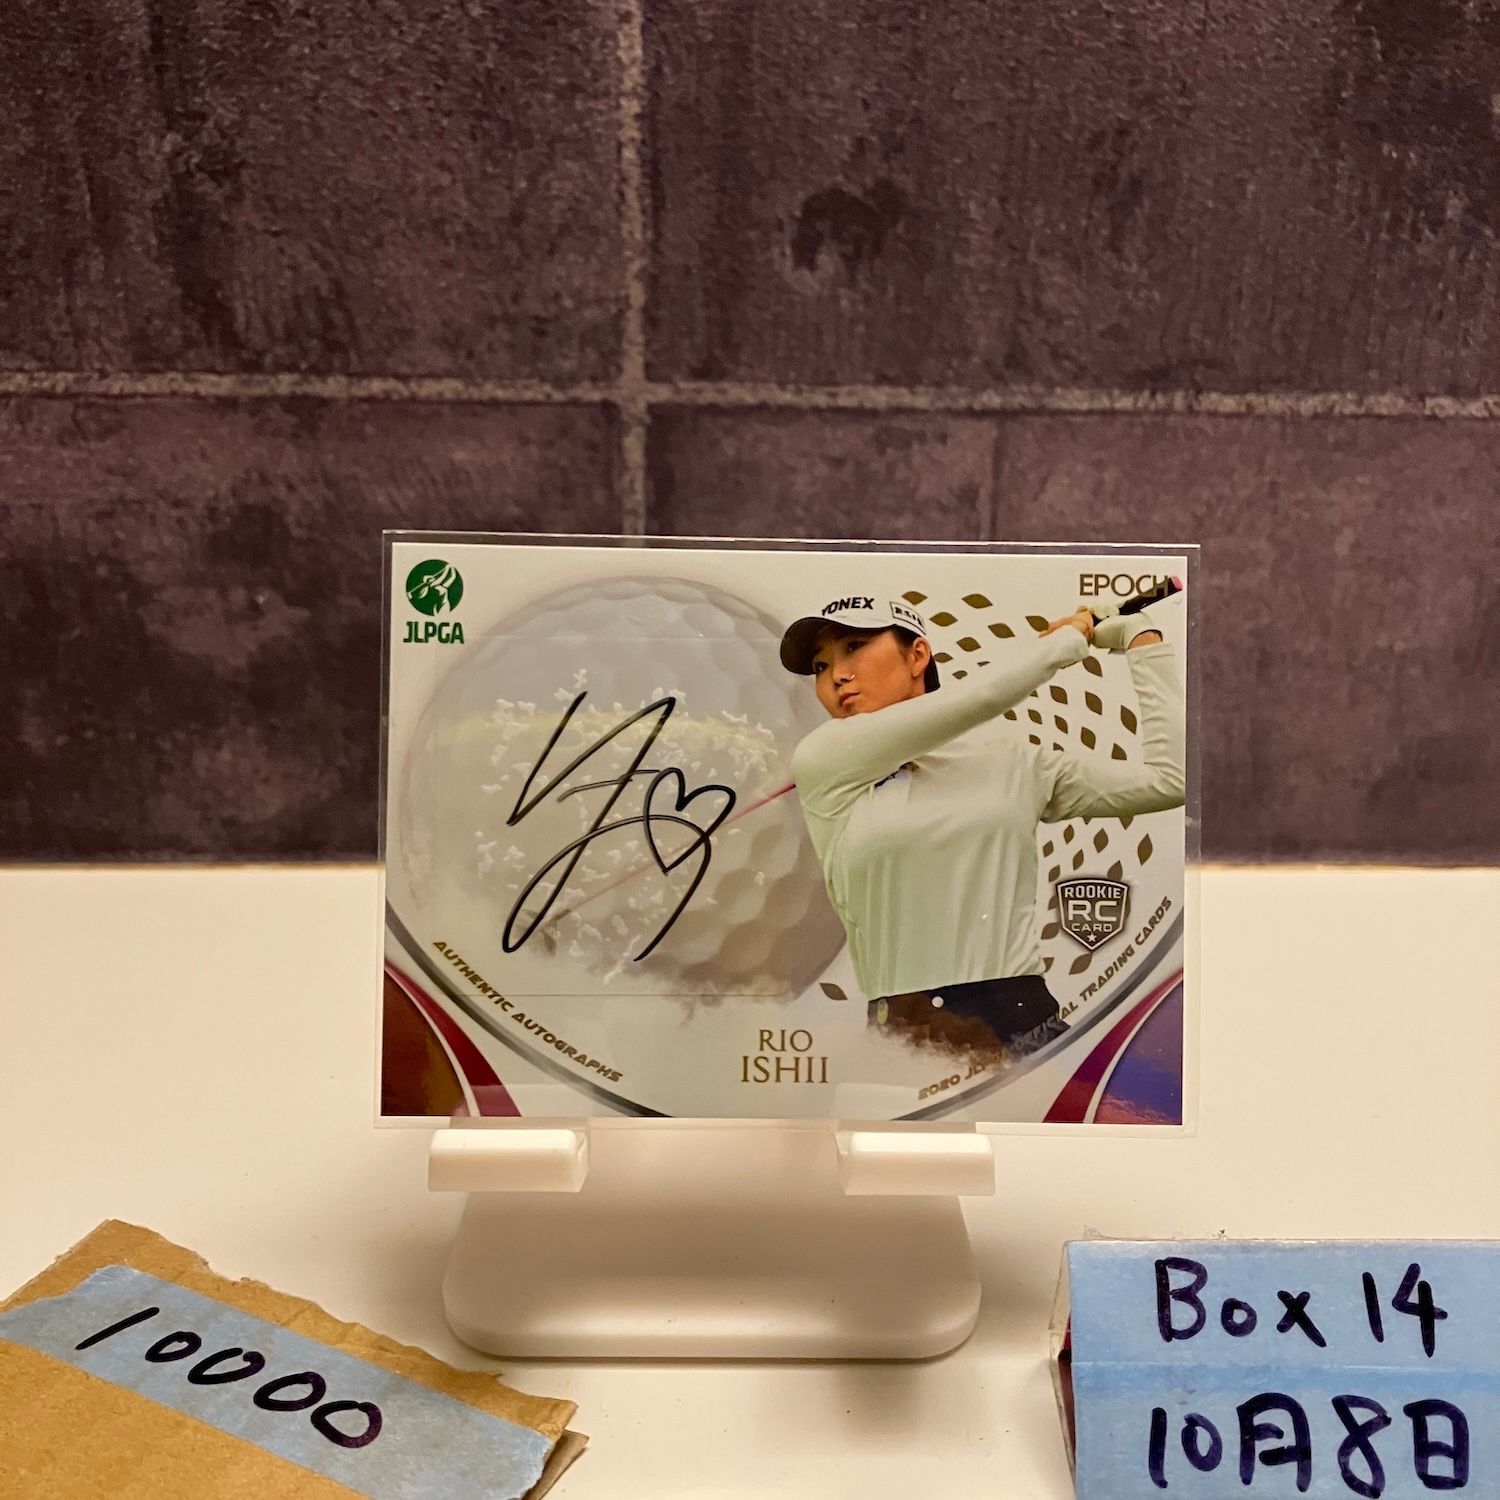 JLPGA
EPOCH
YONEX
ROOKIE
RC
CARD
AUTHENTIC AUTOGRAPHS
RIO
ISHII
2020 JLPGA OFFICIAL TRADING CARDS
10000
Box 14
10月8日